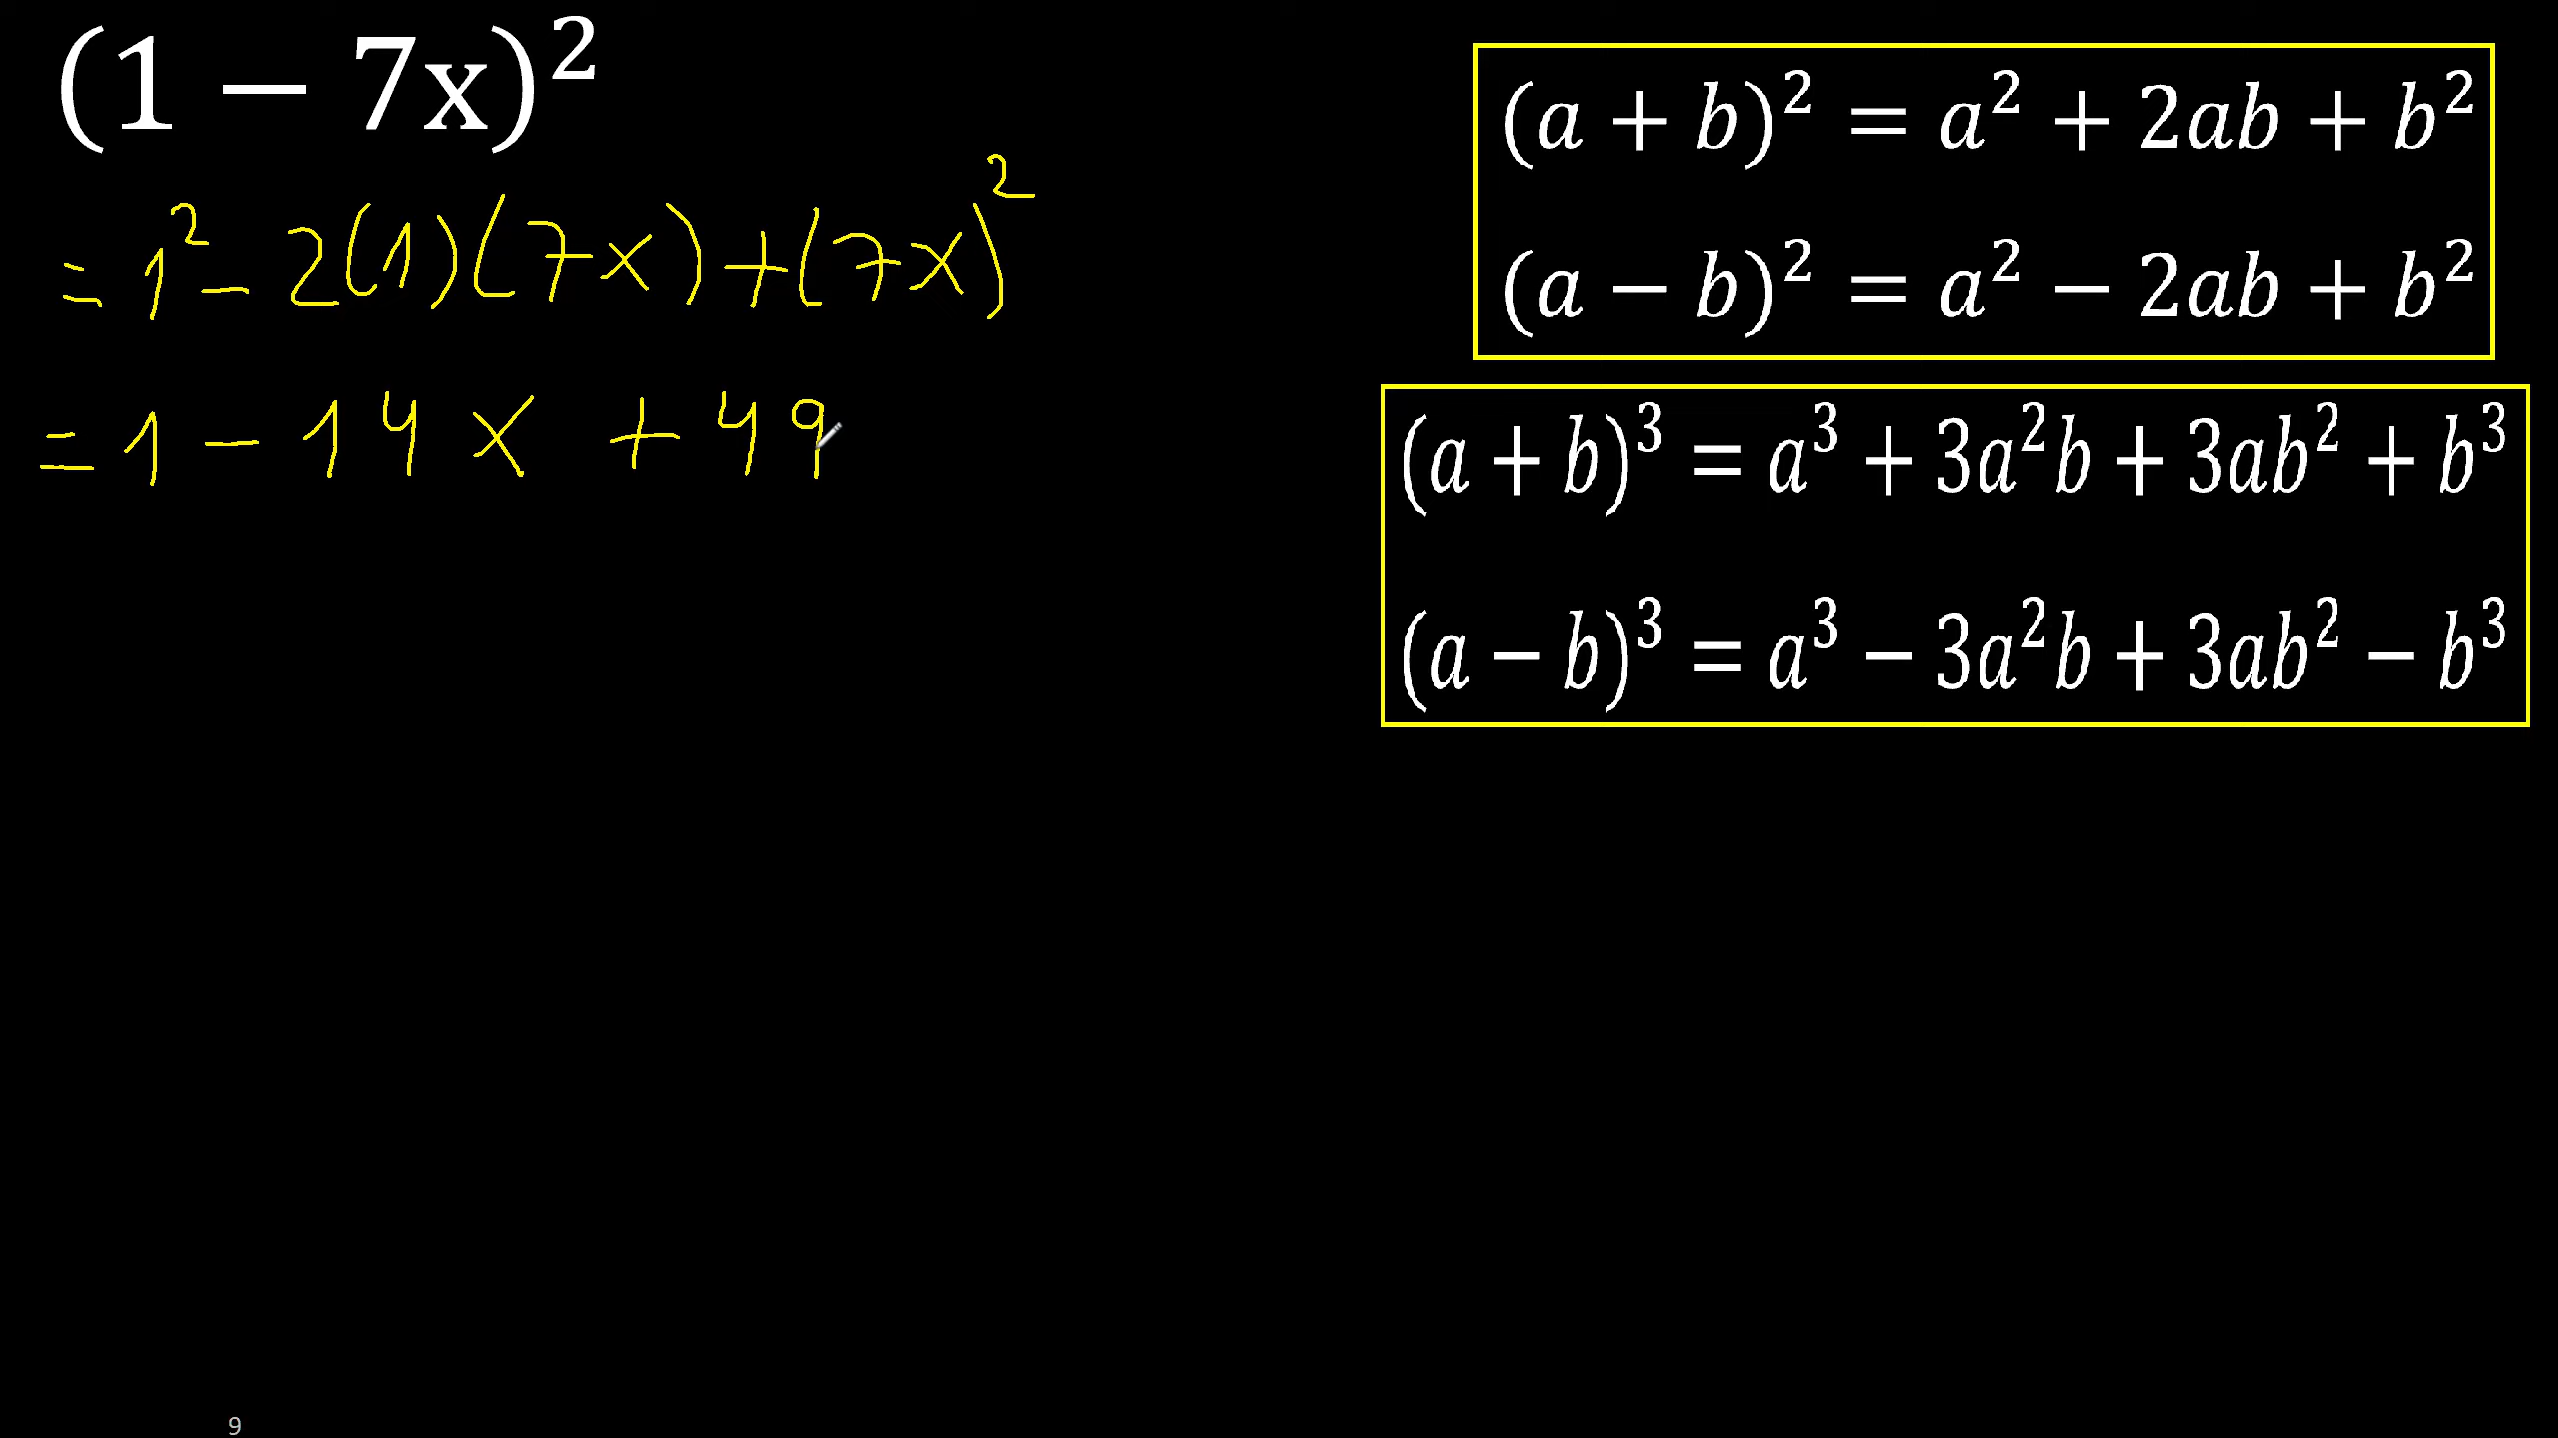 (1 − 7x)²
= 1² − 2(1)(7x) + (7x)²
= 1 − 14x + 49
(a + b)² = a² + 2ab + b²
(a − b)² = a² − 2ab + b²
(a + b)³ = a³ + 3a²b + 3ab² + b³
(a − b)³ = a³ − 3a²b + 3ab² − b³
9